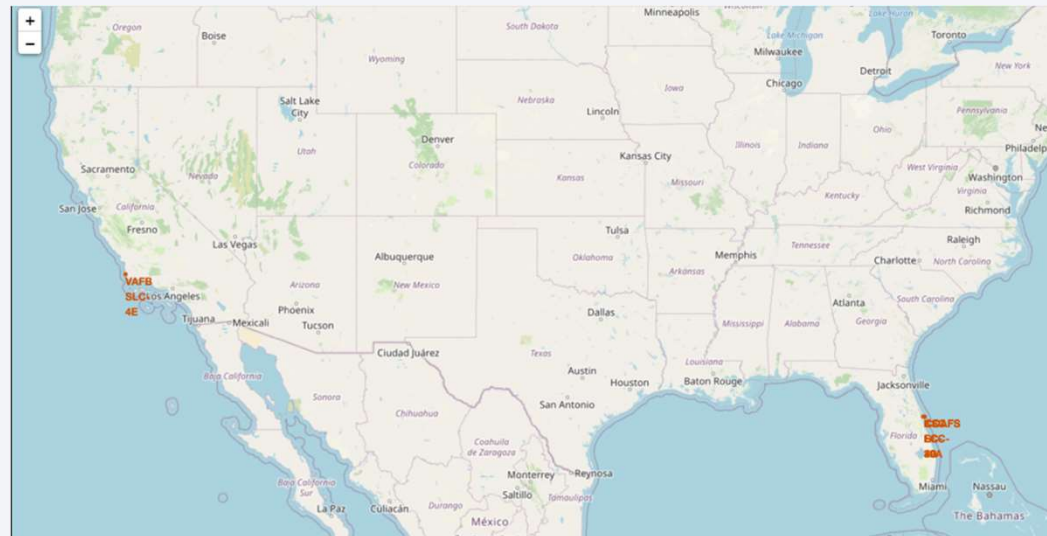 +
−
Oregon
Boise
Wyoming
South Dakota
Minneapolis
Wisconsin
Lake Michigan
Milwaukee
Chicago
Lake Huron
Toronto
Detroit
New York
Salt Lake
City
Nebraska
Iowa
Lincoln
Nevada
Utah
Denver
Colorado
Kansas City
Kansas
Missouri
Illinois
Indiana
Ohio
Pennsylvania
Philadelp
West Virginia
Washington
Virginia
Richmond
Kentucky
Sacramento
San Jose
California
Fresno
Las Vegas
Albuquerque
New Mexico
Arizona
Phoenix
Tucson
Tulsa
Oklahoma
Arkansas
Memphis
Tennessee
Raleigh
Charlotte
North Carolina
South Carolina
Atlanta
Georgia
Alabama
Mississippi
VAFB
SLC-
4E
Los Angeles
Tijuana
Mexicali
Baja California
Sonora
Ciudad Juárez
Chihuahua
Dallas
Texas
Austin
San Antonio
Houston
Louisiana
Baton Rouge
Jacksonville
Florida
Miami
Nassau
The Bahamas
Coahuila
de Zaragoza
Monterrey
Reynosa
Saltillo
Tamaulipas
Baja California
Sur
La Paz
Culiacán
Durango
México